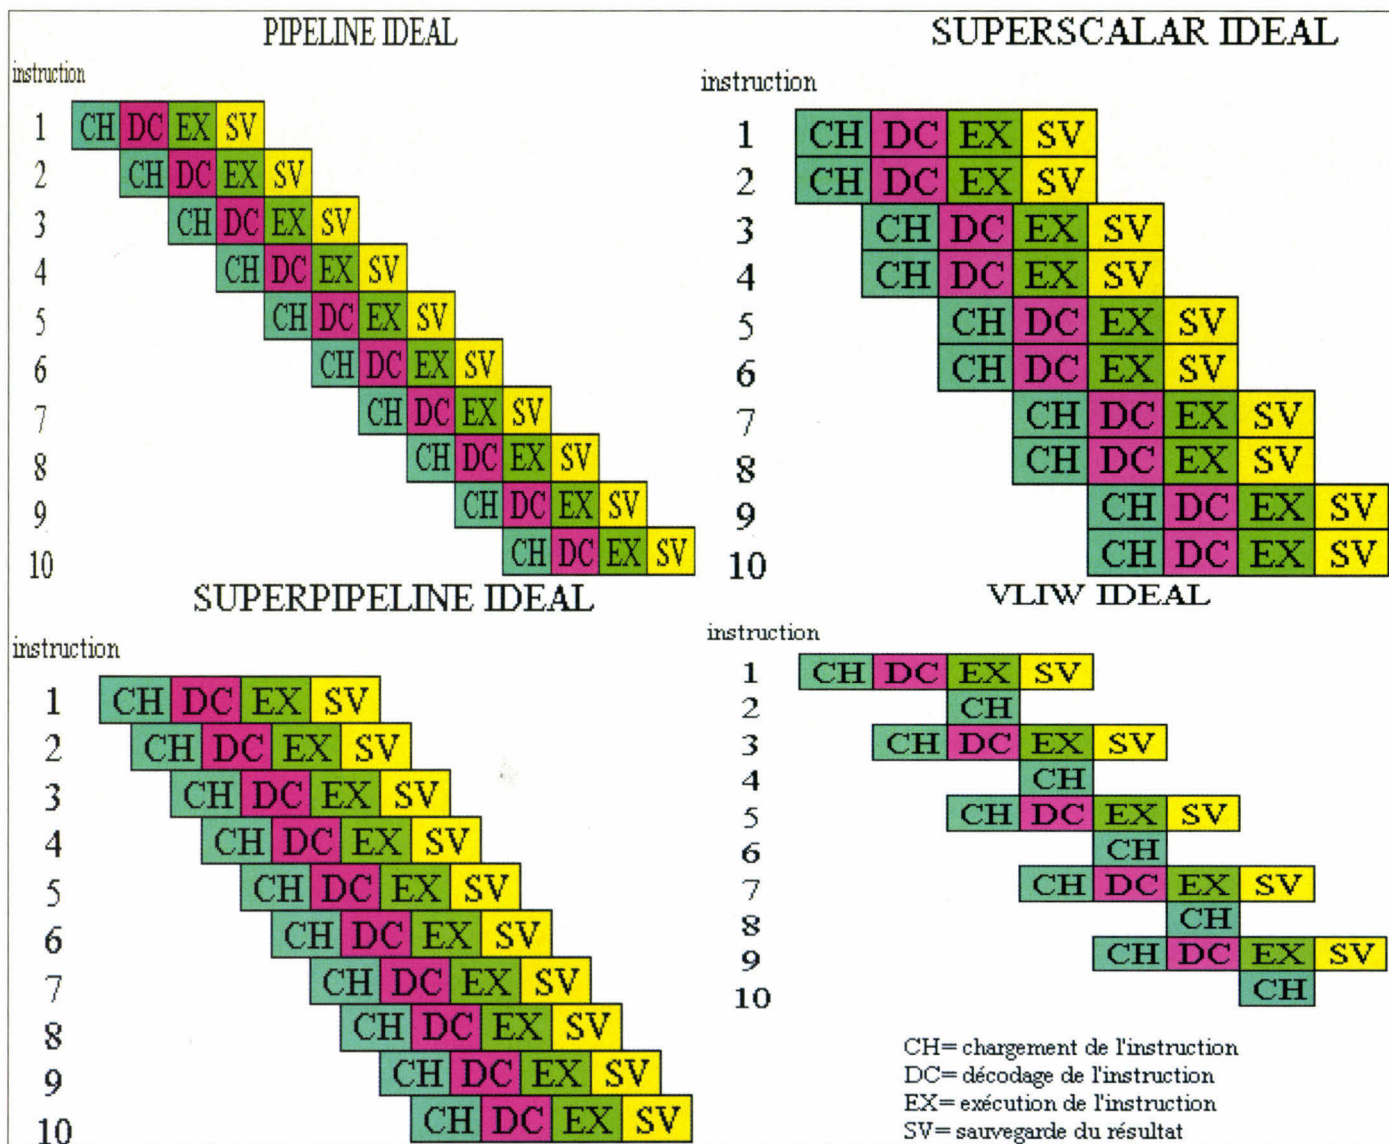 PIPELINE IDEAL
instruction
1 CH DC EX SV
2 CH DC EX SV
3 CH DC EX SV
4 CH DC EX SV
5 CH DC EX SV
6 CH DC EX SV
7 CH DC EX SV
8 CH DC EX SV
9 CH DC EX SV
10 CH DC EX SV
SUPERSCALAR IDEAL
instruction
1 CH DC EX SV
2 CH DC EX SV
3 CH DC EX SV
4 CH DC EX SV
5 CH DC EX SV
6 CH DC EX SV
7 CH DC EX SV
8 CH DC EX SV
9 CH DC EX SV
10 CH DC EX SV
SUPERPIPELINE IDEAL
instruction
1 CH DC EX SV
2 CH DC EX SV
3 CH DC EX SV
4 CH DC EX SV
5 CH DC EX SV
6 CH DC EX SV
7 CH DC EX SV
8 CH DC EX SV
9 CH DC EX SV
10 CH DC EX SV
VLIW IDEAL
instruction
1 CH DC EX SV
2 CH
3 CH DC EX SV
4 CH
5 CH DC EX SV
6 CH
7 CH DC EX SV
8 CH
9 CH DC EX SV
10 CH
CH= chargement de l'instruction
DC= décodage de l'instruction
EX= exécution de l'instruction
SV= sauvegarde du résultat